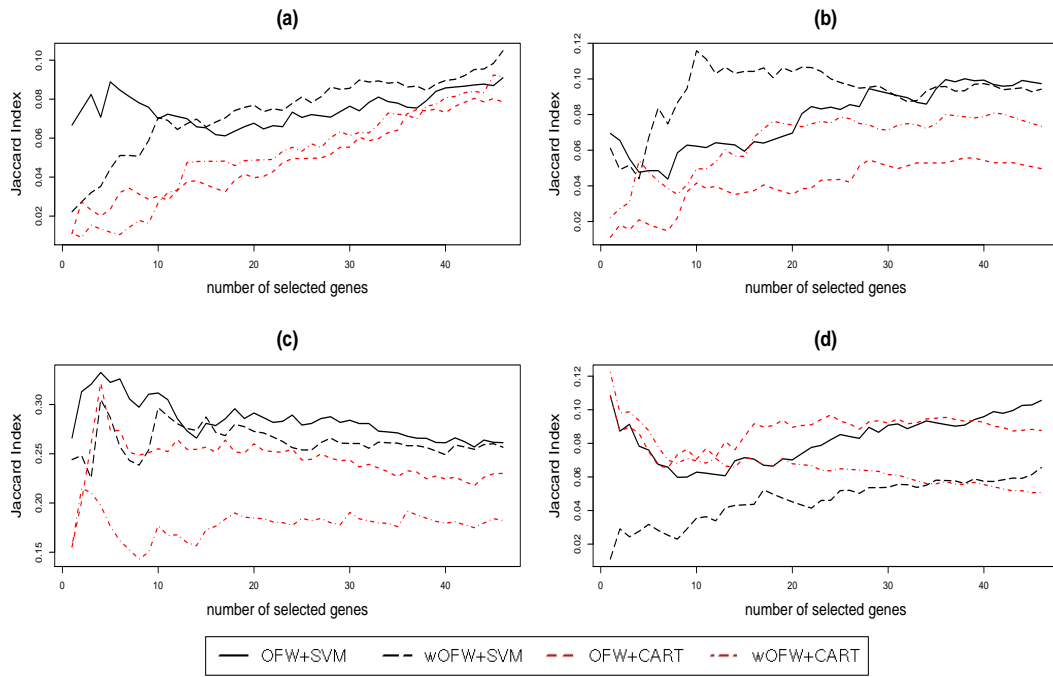 (a)
(b)
Jaccard Index
0.02 0.04 0.06 0.08 0.10
0 10 20 30 40
number of selected genes
Jaccard Index
0.02 0.04 0.06 0.08 0.10 0.12
0 10 20 30 40
number of selected genes
(c)
(d)
Jaccard Index
0.15 0.20 0.25 0.30
0 10 20 30 40
number of selected genes
Jaccard Index
0.02 0.04 0.06 0.08 0.10 0.12
0 10 20 30 40
number of selected genes
OFW+SVM wOFW+SVM OFW+CART wOFW+CART